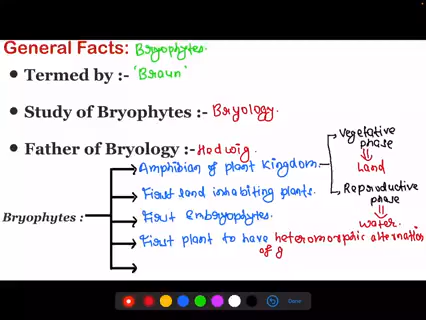 General Facts: Bryophytes.
• Termed by :- 'Braun'
• Study of Bryophytes :- Bryology.
• Father of Bryology :- Hedwig.
Bryophytes :
Amphibian of plant Kingdom
Vegetative phase
Land
Reproductive phase
water.
First land inhabiting plants.
First Embryophytes.
First plant to have heteromorphic alternation
of g
Done